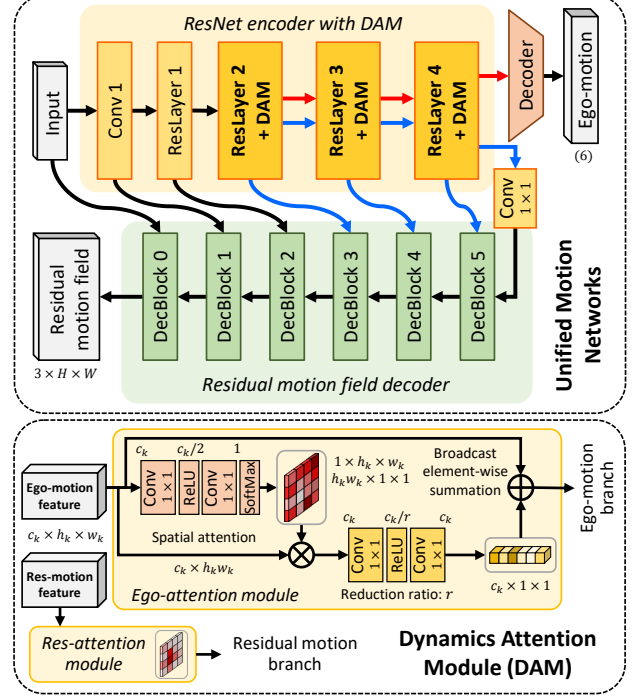 ResNet encoder with DAM
Input
Conv 1
ResLayer 1
ResLayer 2
+ DAM
ResLayer 3
+ DAM
ResLayer 4
+ DAM
Decoder
Ego-motion
(6)
Conv
1 × 1
Residual
motion field
3 × H × W
DecBlock 0
DecBlock 1
DecBlock 2
DecBlock 3
DecBlock 4
DecBlock 5
Residual motion field decoder
Unified Motion
Networks
Ego-motion
feature
c_k × h_k × w_k
Res-motion
feature
c_k
c_k/2
1
Conv
1 × 1
ReLU
Conv
1 × 1
SoftMax
1 × h_k × w_k
h_k w_k × 1 × 1
Broadcast
element-wise
summation
Ego-motion
branch
Spatial attention
c_k × h_k w_k
c_k
c_k/r
c_k
Conv
1 × 1
ReLU
Conv
1 × 1
Reduction ratio: r
c_k × 1 × 1
Ego-attention module
Res-attention
module
Residual motion
branch
Dynamics Attention
Module (DAM)